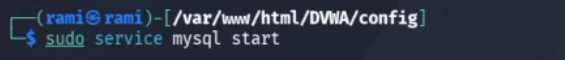 ┌──(rami㉿rami)-[/var/www/html/DVWA/config]
└─$ sudo service mysql start